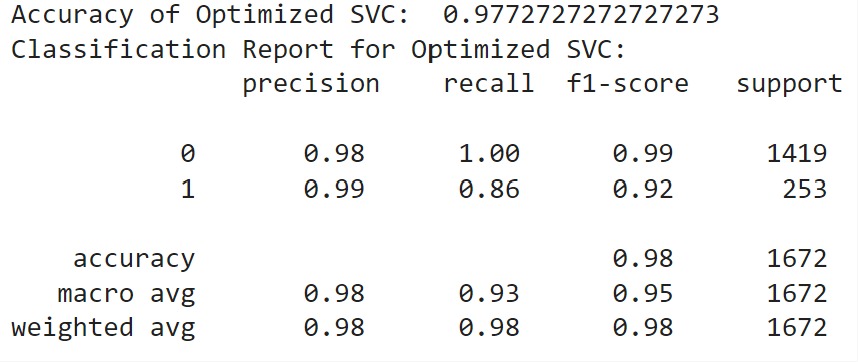 Accuracy of Optimized SVC:  0.9772727272727273
Classification Report for Optimized SVC:
              precision    recall  f1-score   support

           0       0.98      1.00      0.99      1419
           1       0.99      0.86      0.92       253

    accuracy                           0.98      1672
   macro avg       0.98      0.93      0.95      1672
weighted avg       0.98      0.98      0.98      1672